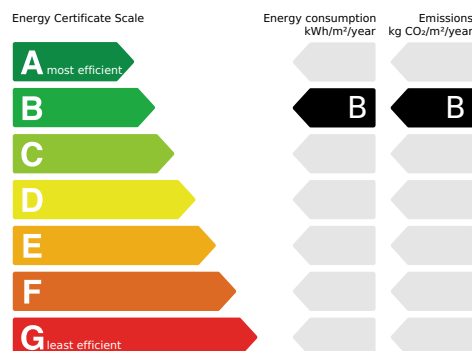 Energy Certificate Scale
Energy consumption
kWh/m²/year
Emissions
kg CO₂/m²/year
A most efficient
B
B
B
C
D
E
F
G least efficient